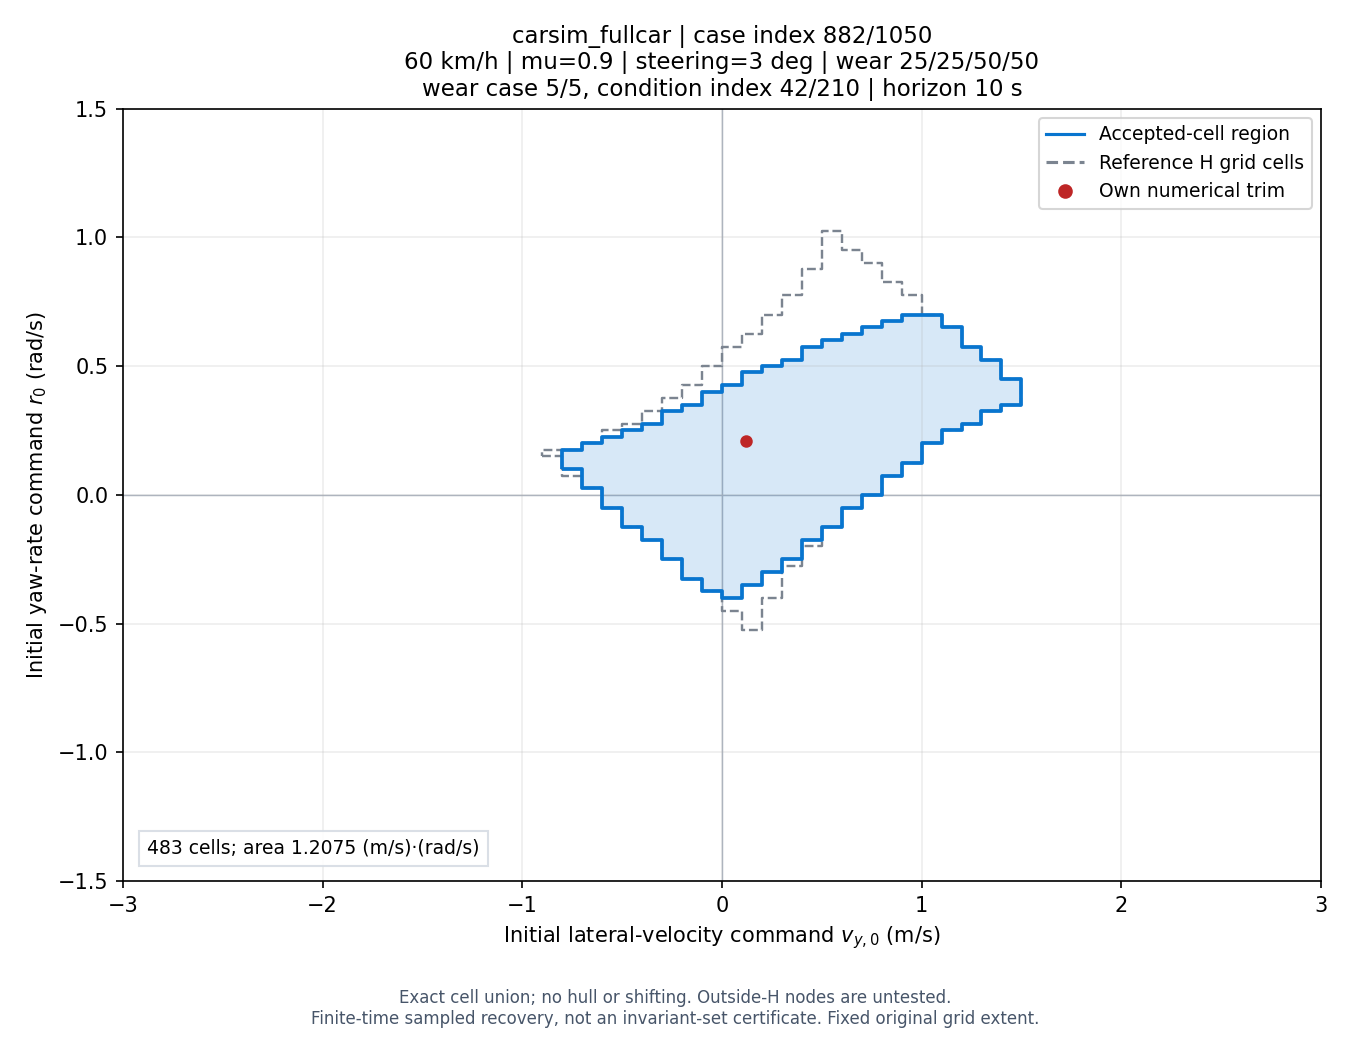 carsim_fullcar | case index 882/1050
60 km/h | mu=0.9 | steering=3 deg | wear 25/25/50/50
wear case 5/5, condition index 42/210 | horizon 10 s
Accepted-cell region
Reference H grid cells
Own numerical trim
1.5
1.0
0.5
0.0
−0.5
−1.0
−1.5
Initial yaw-rate command r0 (rad/s)
483 cells; area 1.2075 (m/s)·(rad/s)
−3 −2 −1 0 1 2 3
Initial lateral-velocity command vy,0 (m/s)
Exact cell union; no hull or shifting. Outside-H nodes are untested.
Finite-time sampled recovery, not an invariant-set certificate. Fixed original grid extent.